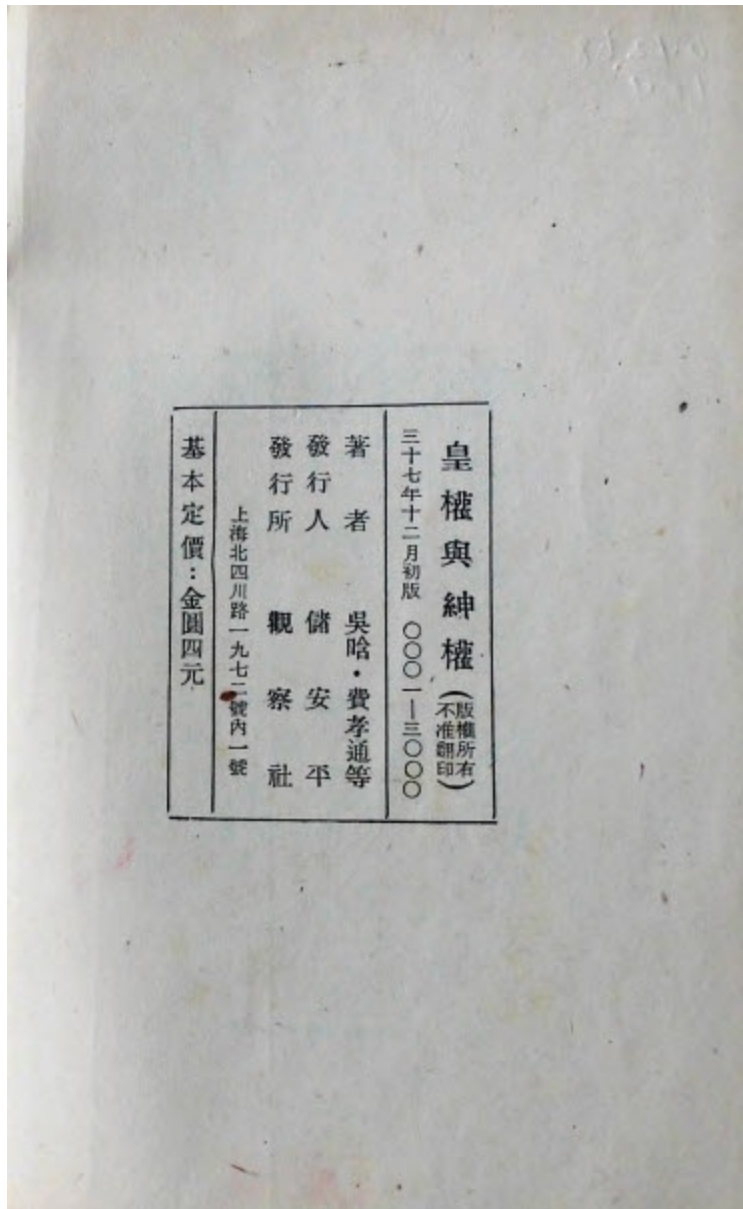 皇權與紳權(版權所有
不准翻印)
三十七年十二月初版 〇〇〇一—三〇〇〇
著者 吳晗·費孝通等
發行人 儲安平
發行所 觀察社
上海北四川路一九七二號內一號
基本定價：金圓四元